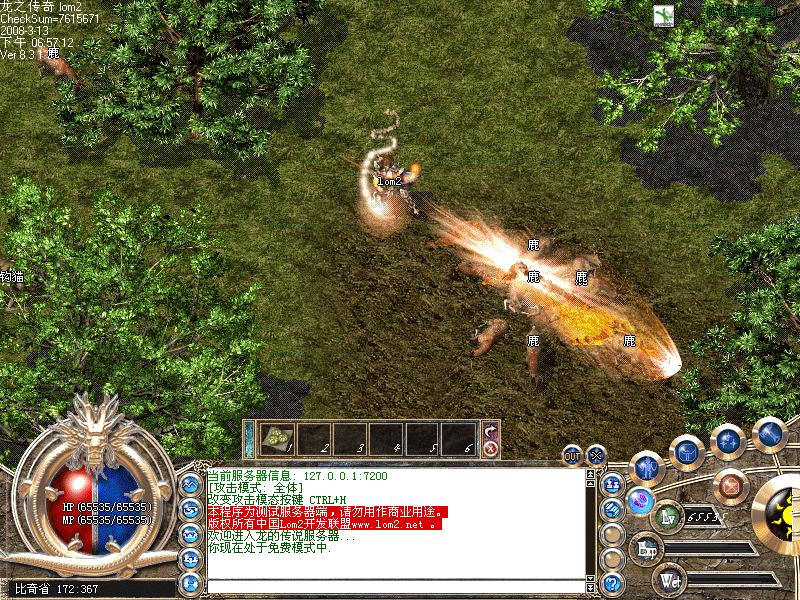 龙之传奇 lom2
CheckSum=7615671
2008-3-13
下午 06:57:12
Ver 8.3.1
鹿
lom2
鹿
鹿
鹿
钩猫
鹿
鹿
1 2 3 4 5 6
OUT
当前服务器信息: 127.0.0.1:7200
[攻击模式: 全体]
改变攻击模态按键 CTRL+H
本程序为测试服务器端，请勿用作商业用途。
版权所有中国Lom2开发联盟www.lom2.net 。
欢迎进入龙的传说服务器...
你现在处于免费模式中.
HP (65535/65535)
MP (65535/65535)
Lv 65535
Exp
Wet
比奇省 172:367